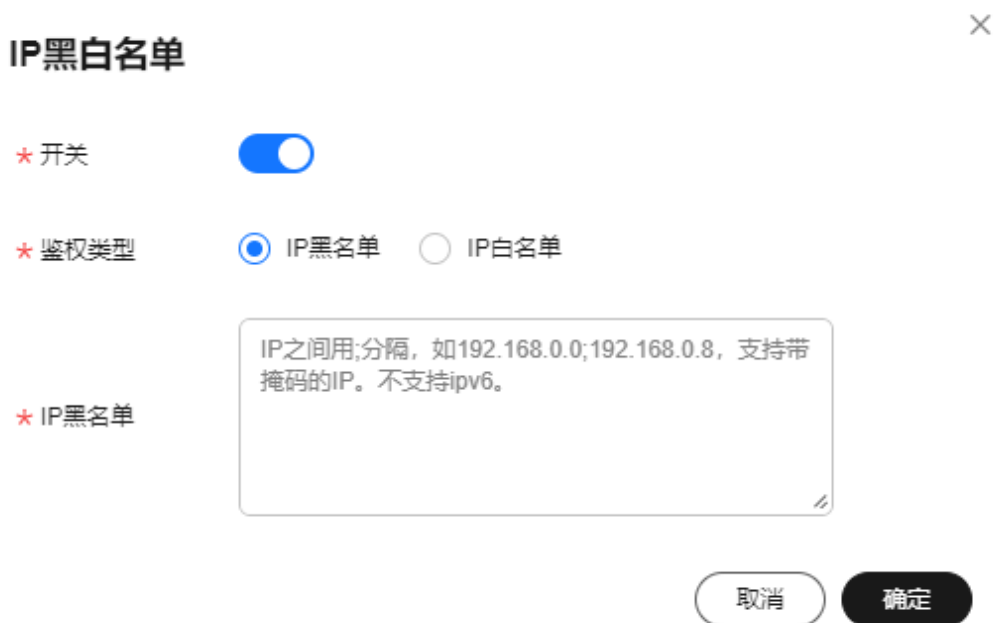 IP黑白名单
* 开关
* 鉴权类型 IP黑名单 IP白名单
IP之间用;分隔，如192.168.0.0;192.168.0.8，支持带
掩码的IP。不支持ipv6。
* IP黑名单
取消 确定